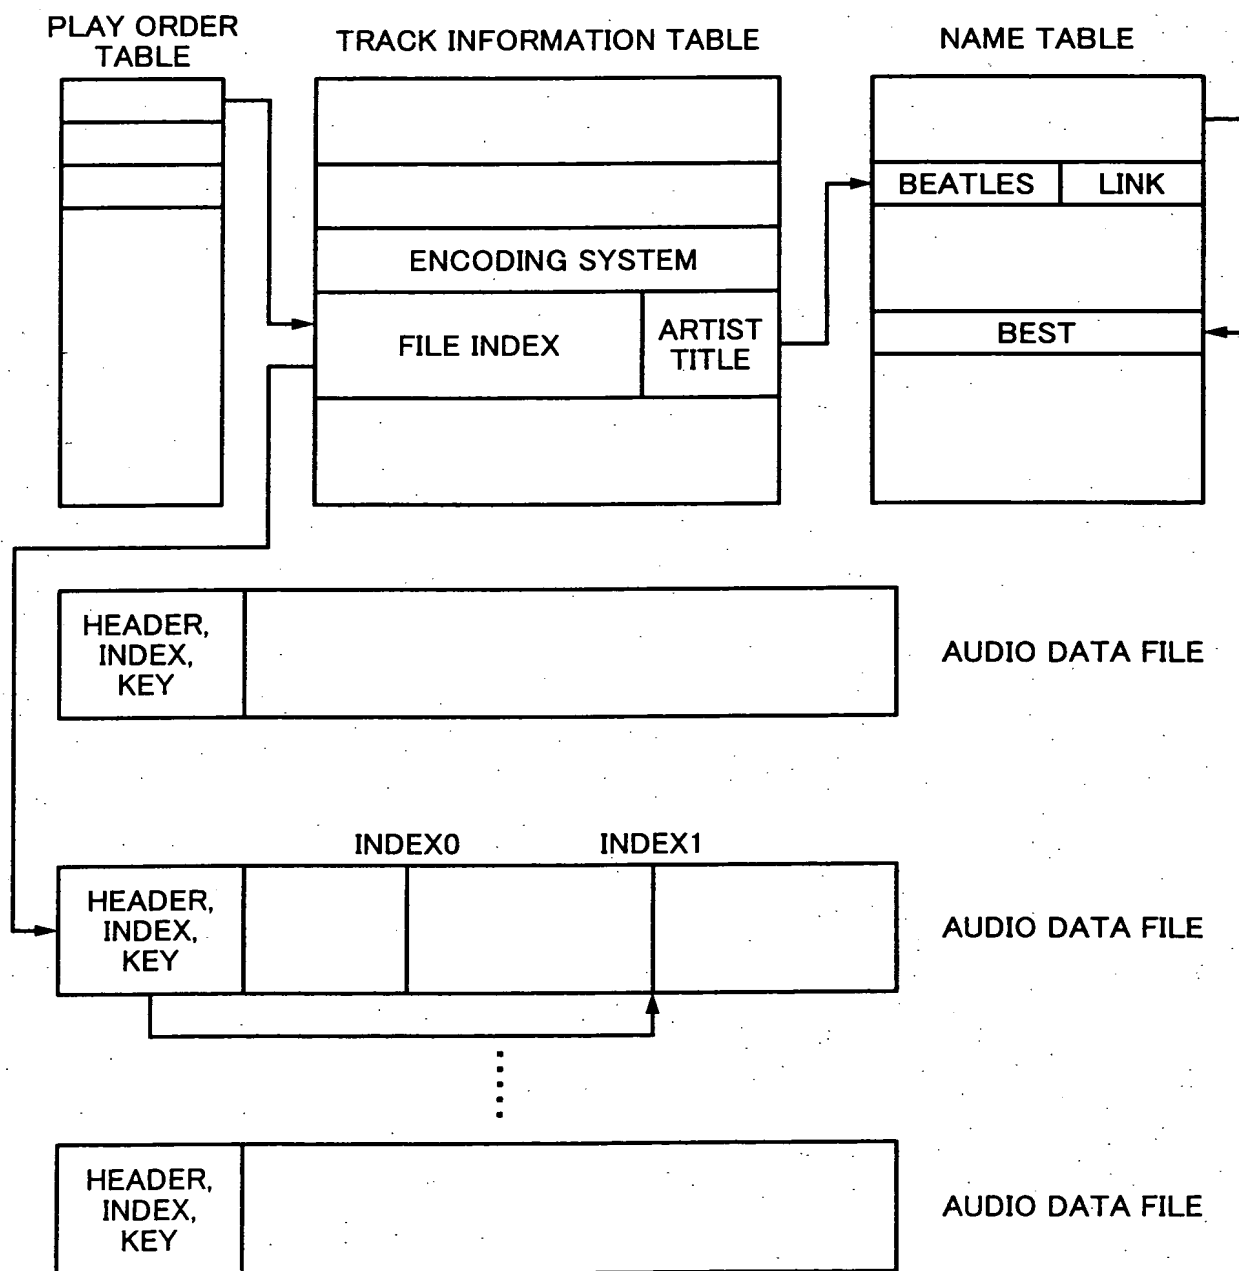 PLAY ORDER
TABLE
TRACK INFORMATION TABLE
NAME TABLE
BEATLES
LINK
ENCODING SYSTEM
FILE INDEX
ARTIST
TITLE
BEST
HEADER,
INDEX,
KEY
AUDIO DATA FILE
INDEX0
INDEX1
HEADER,
INDEX,
KEY
AUDIO DATA FILE
HEADER,
INDEX,
KEY
AUDIO DATA FILE